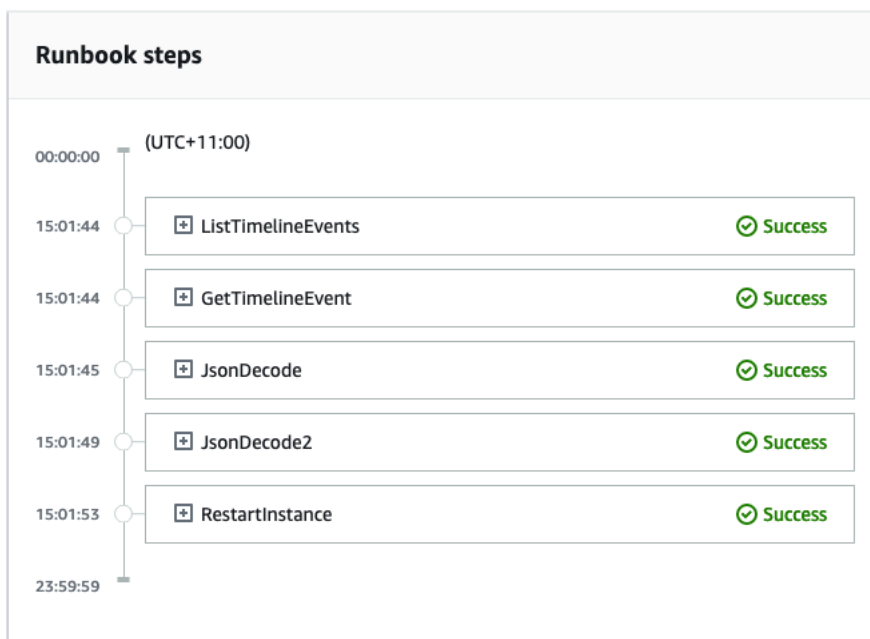 Runbook steps
(UTC+11:00)
00:00:00
15:01:44 ListTimelineEvents Success
15:01:44 GetTimelineEvent Success
15:01:45 JsonDecode Success
15:01:49 JsonDecode2 Success
15:01:53 RestartInstance Success
23:59:59